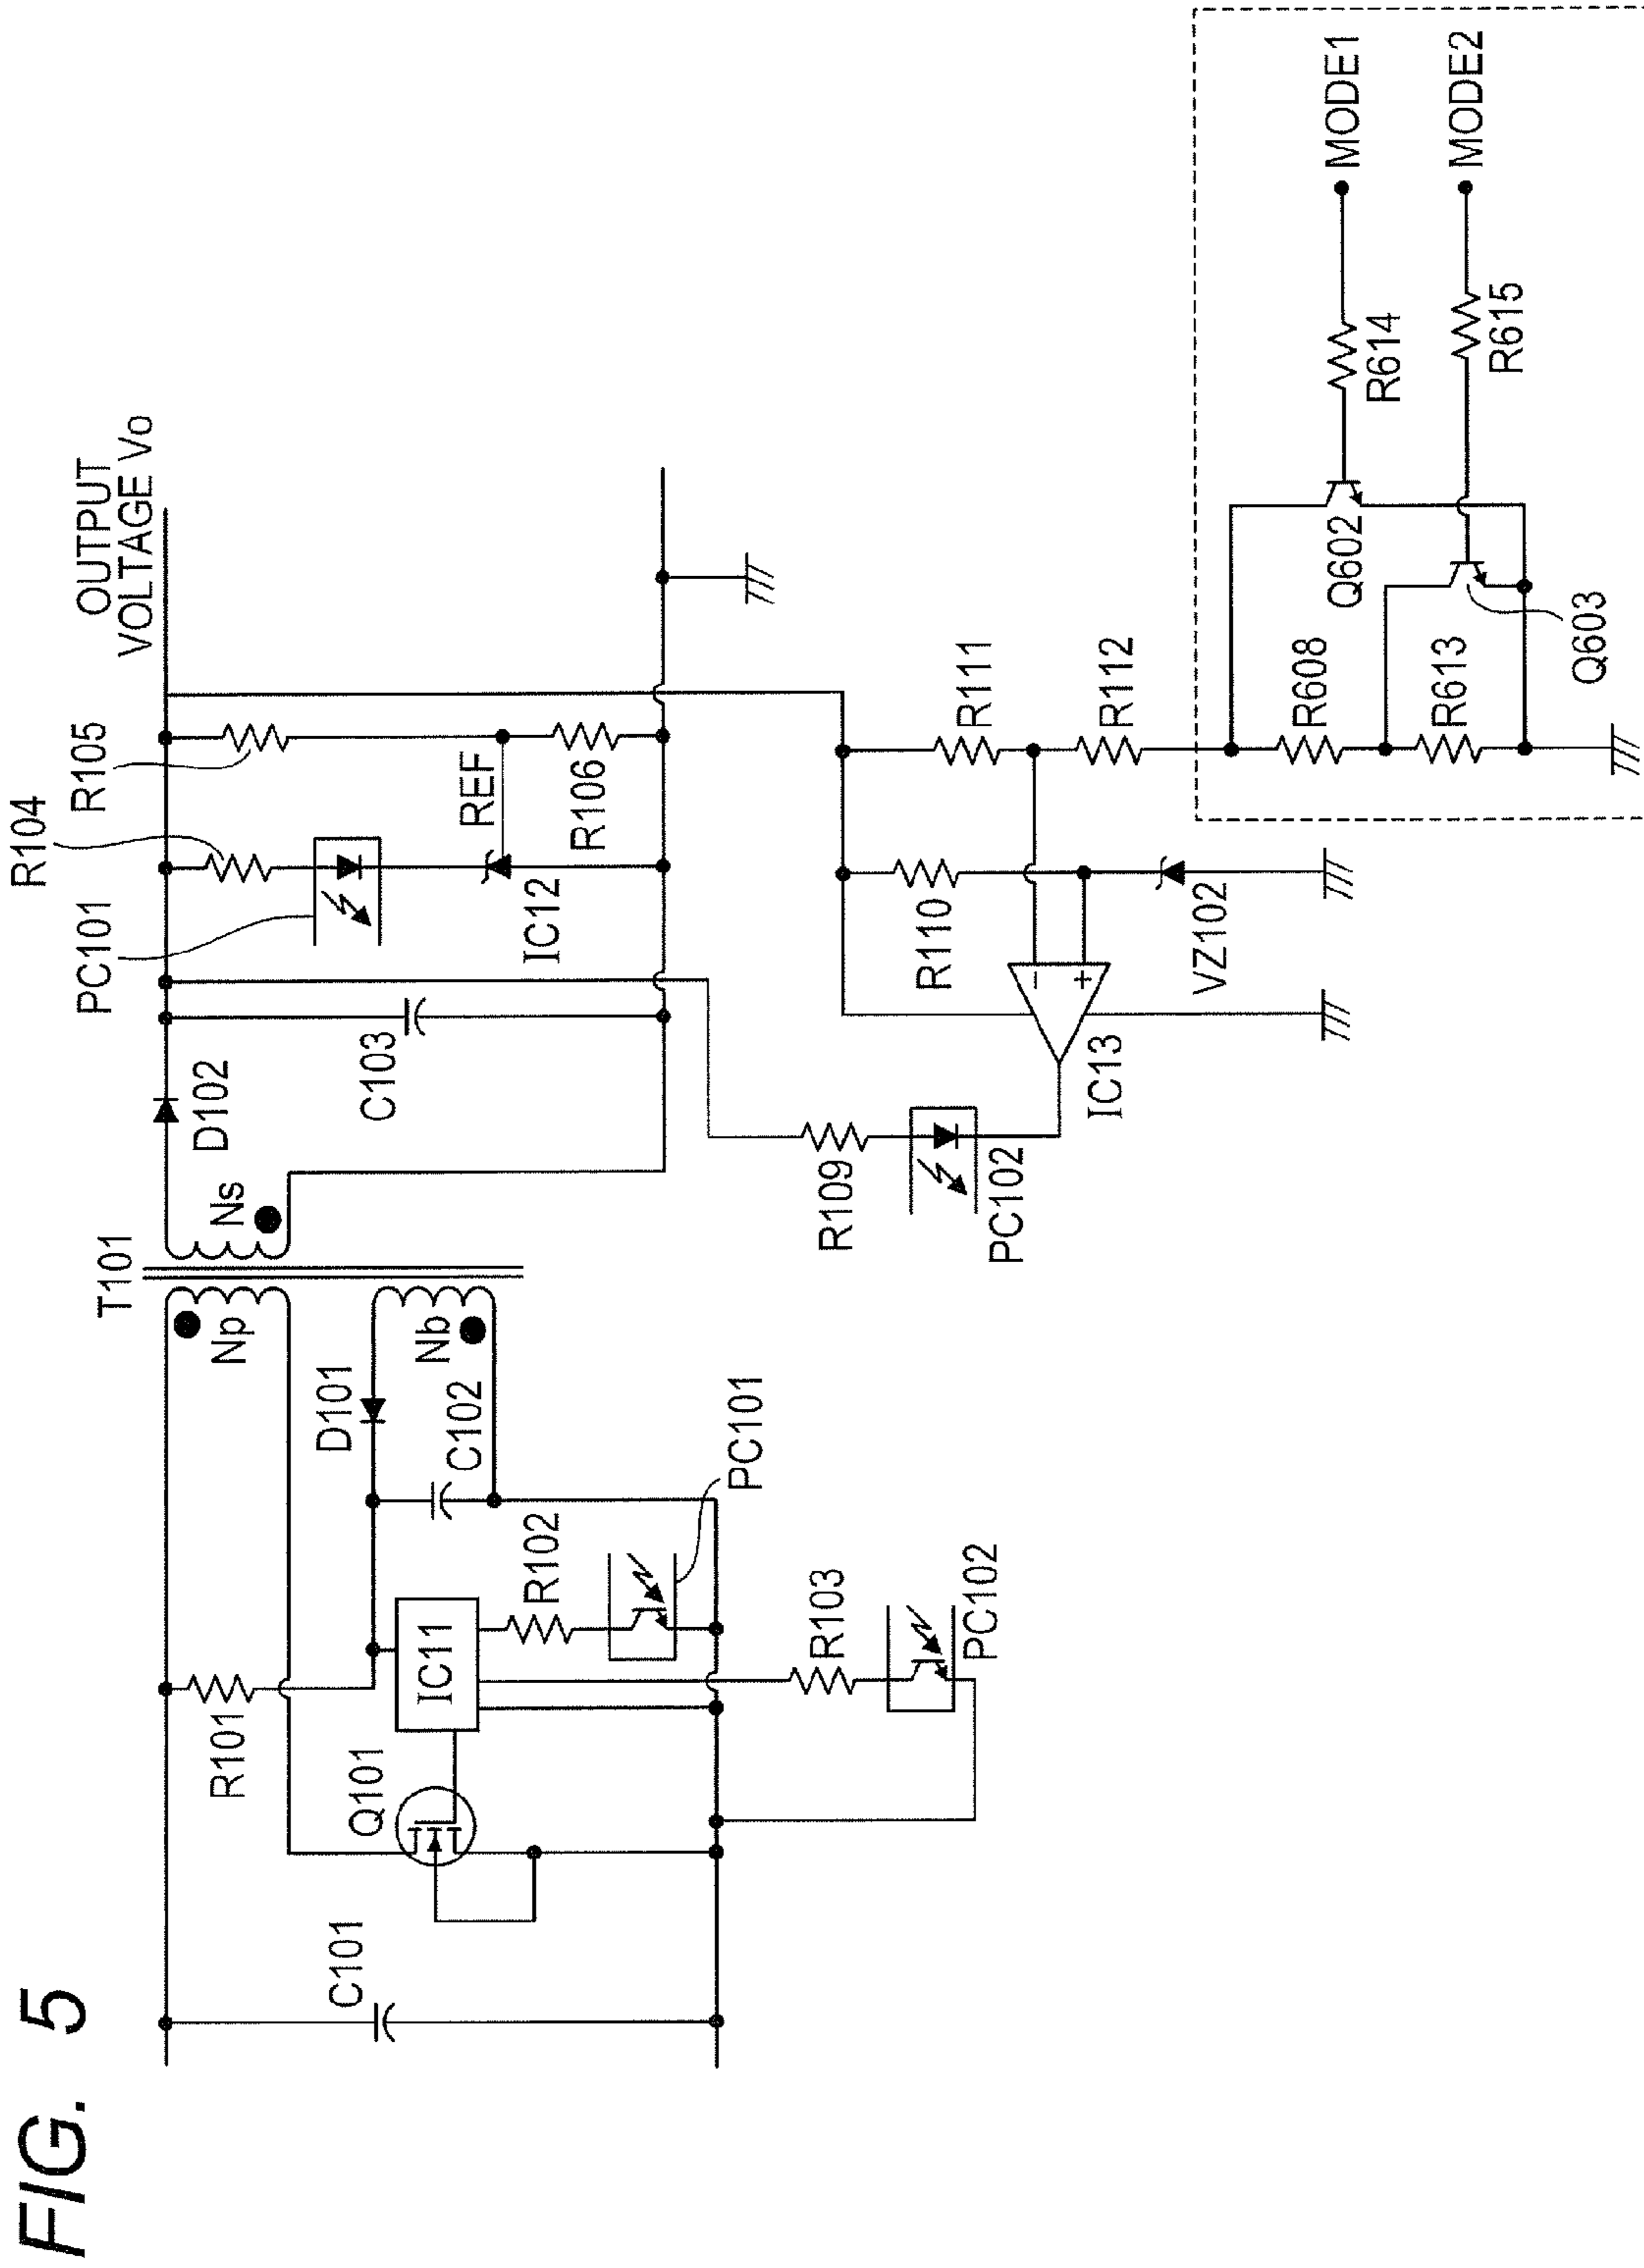 FIG. 5
C101
Q101
R101
IC11
R102
R103
PC102
PC101
D101
C102
T101
Np
Nb
Ns
D102
C103
PC101
R104
R105
OUTPUT
VOLTAGE Vo
REF
IC12
R106
R109
PC102
IC13
R110
VZ102
R111
R112
R608
R613
Q602
Q603
R614
R615
MODE1
MODE2